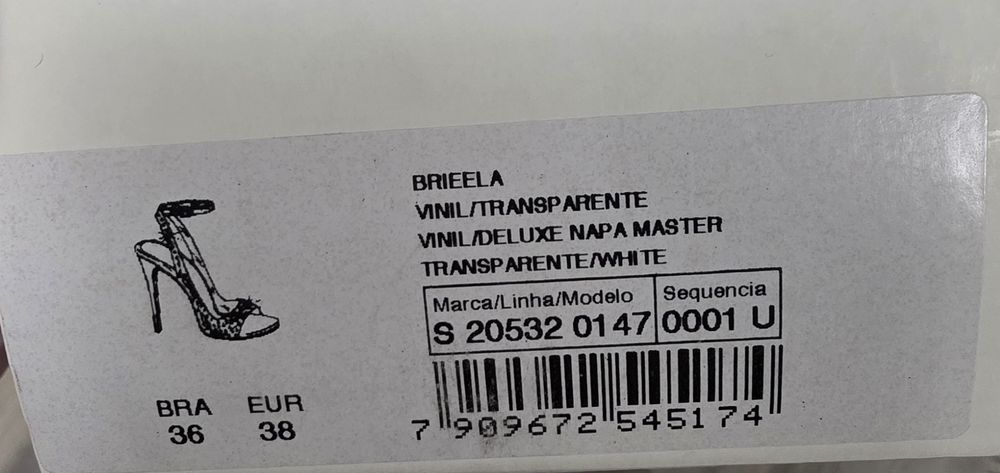 BRIEELA
VINIL/TRANSPARENTE
VINIL/DELUXE NAPA MASTER
TRANSPARENTE/WHITE
Marca/Linha/Modelo Sequencia
S 20532 0147 0001 U
7 909672 545174
BRA EUR
36 38